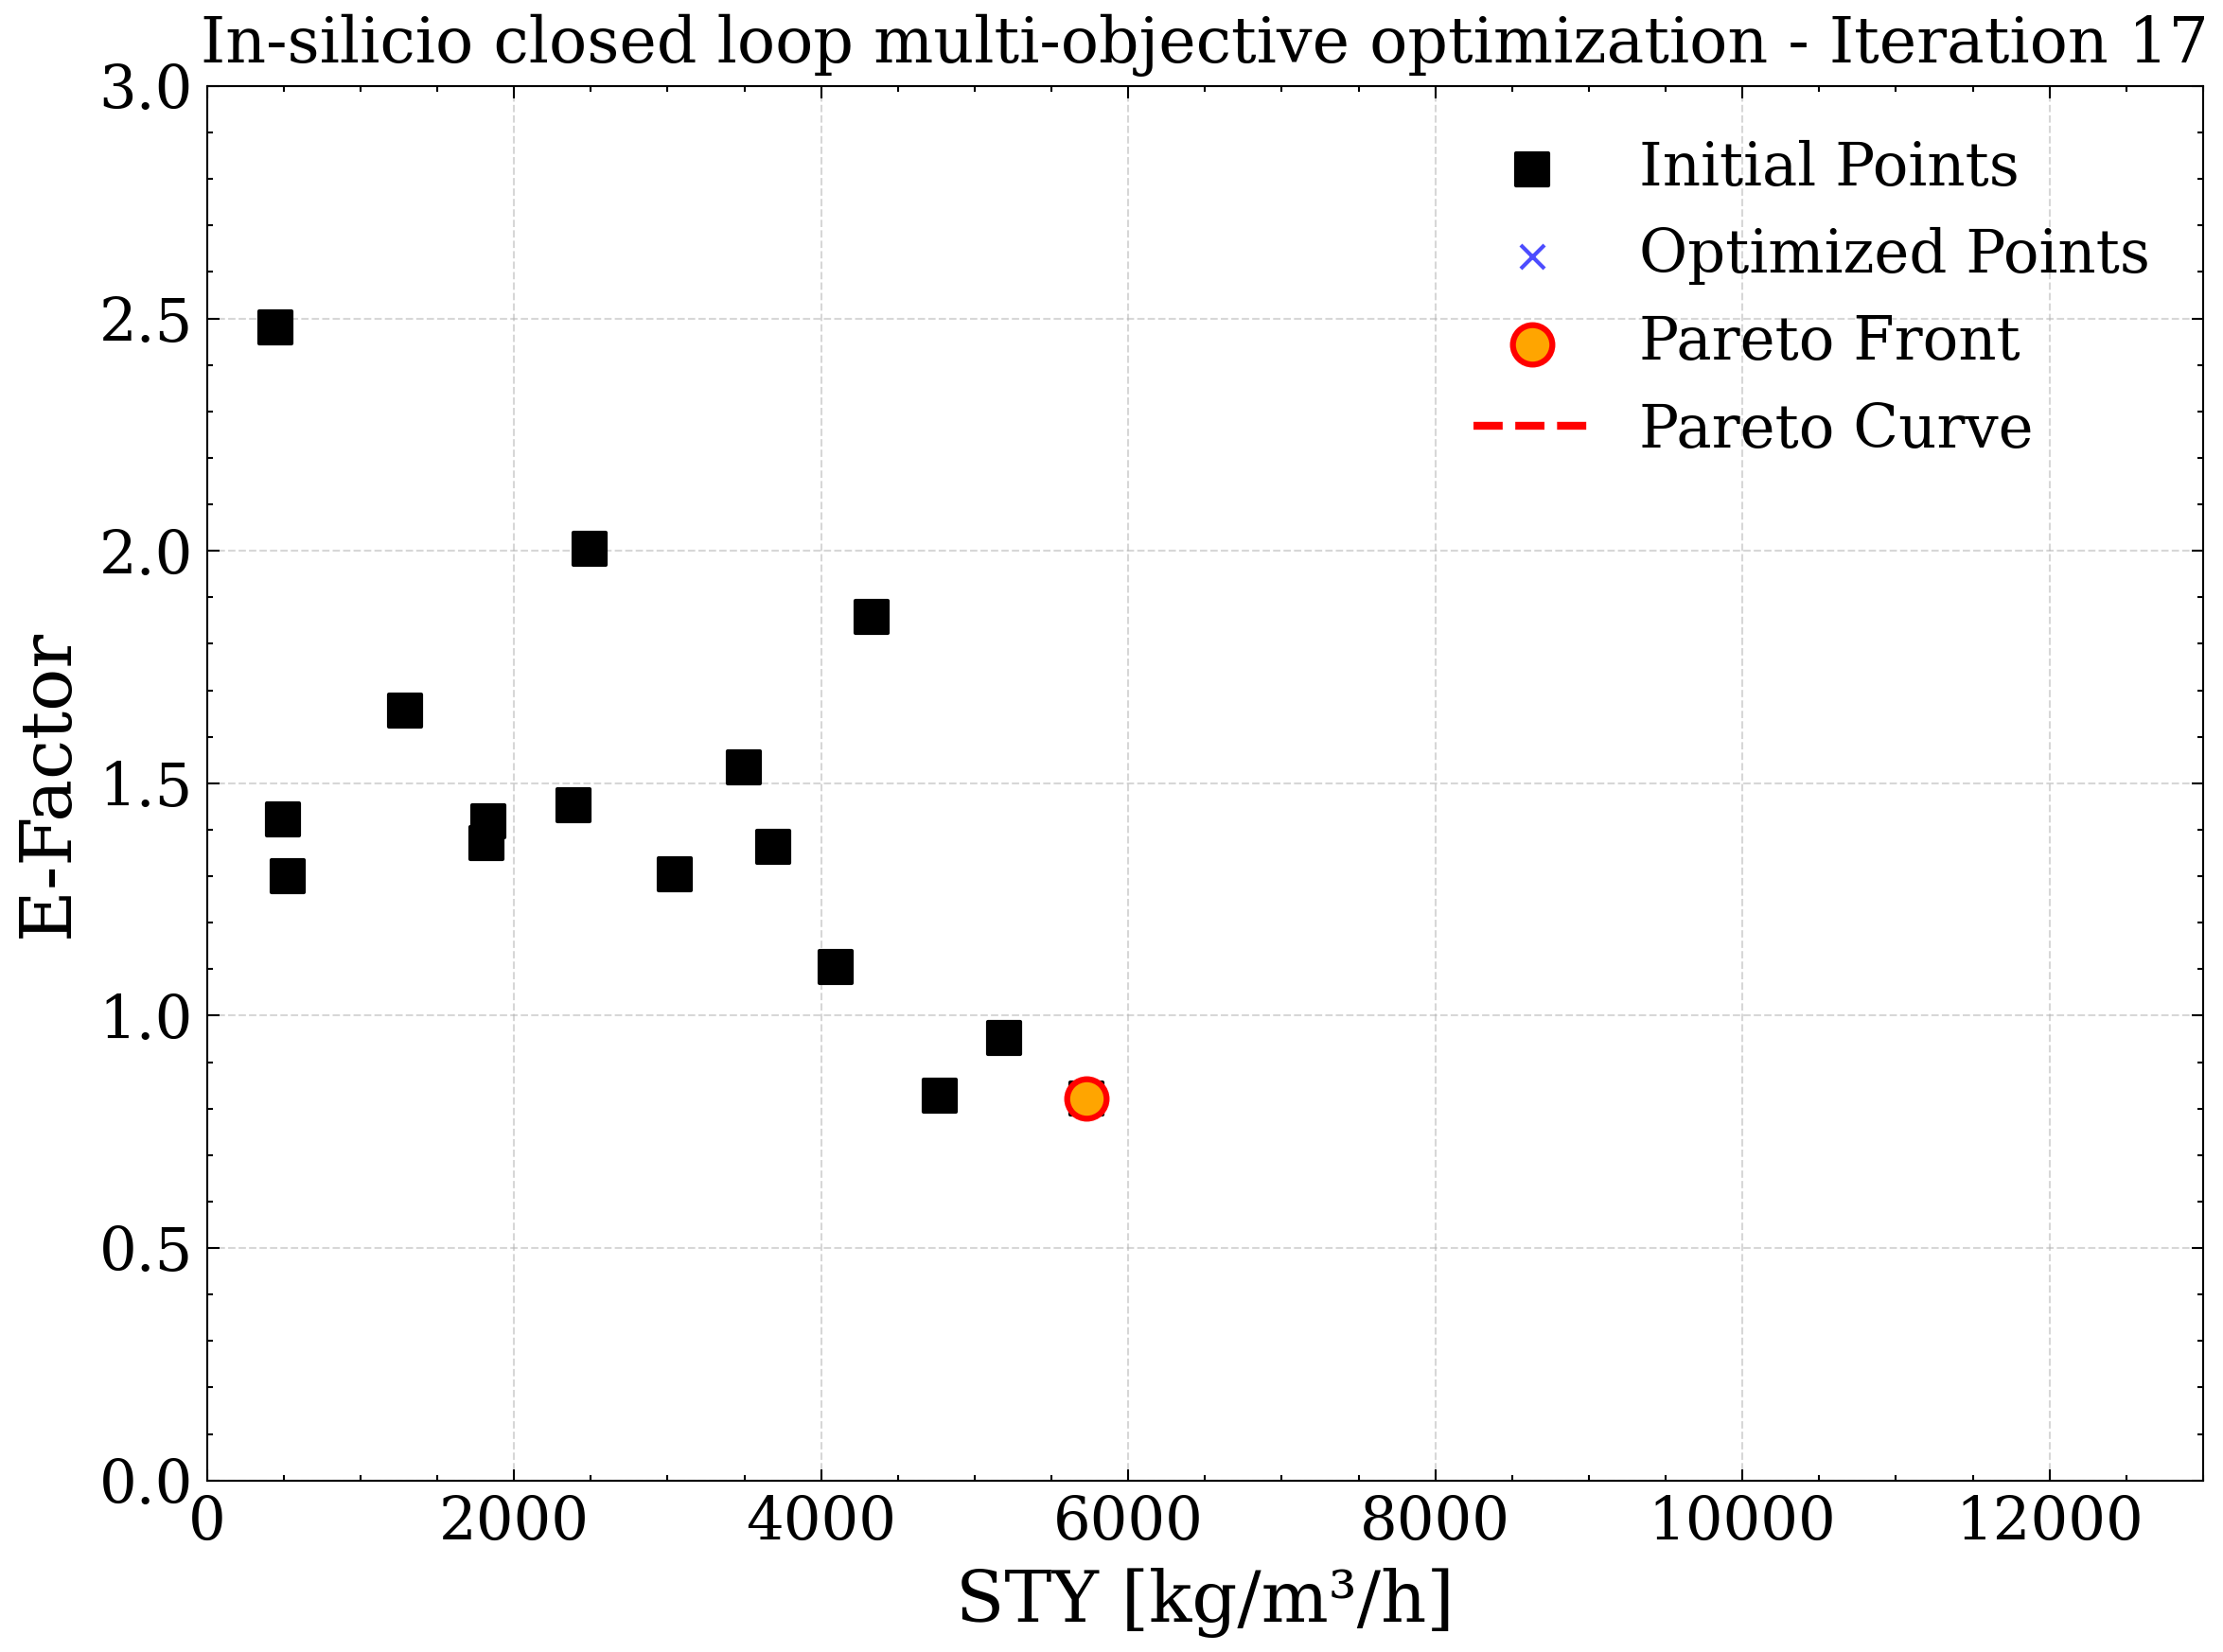 In-silicio closed loop multi-objective optimization - Iteration 17
3.0
2.5
2.0
1.5
1.0
0.5
0.0
E-Factor
Initial Points
Optimized Points
Pareto Front
Pareto Curve
0 2000 4000 6000 8000 10000 12000
STY [kg/m³/h]